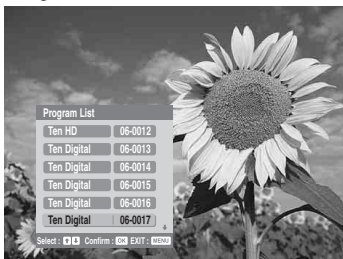 Program List
Ten HD 06-0012
Ten Digital 06-0013
Ten Digital 06-0014
Ten Digital 06-0015
Ten Digital 06-0016
Ten Digital 06-0017
Select : Confirm : OK EXIT : MENU